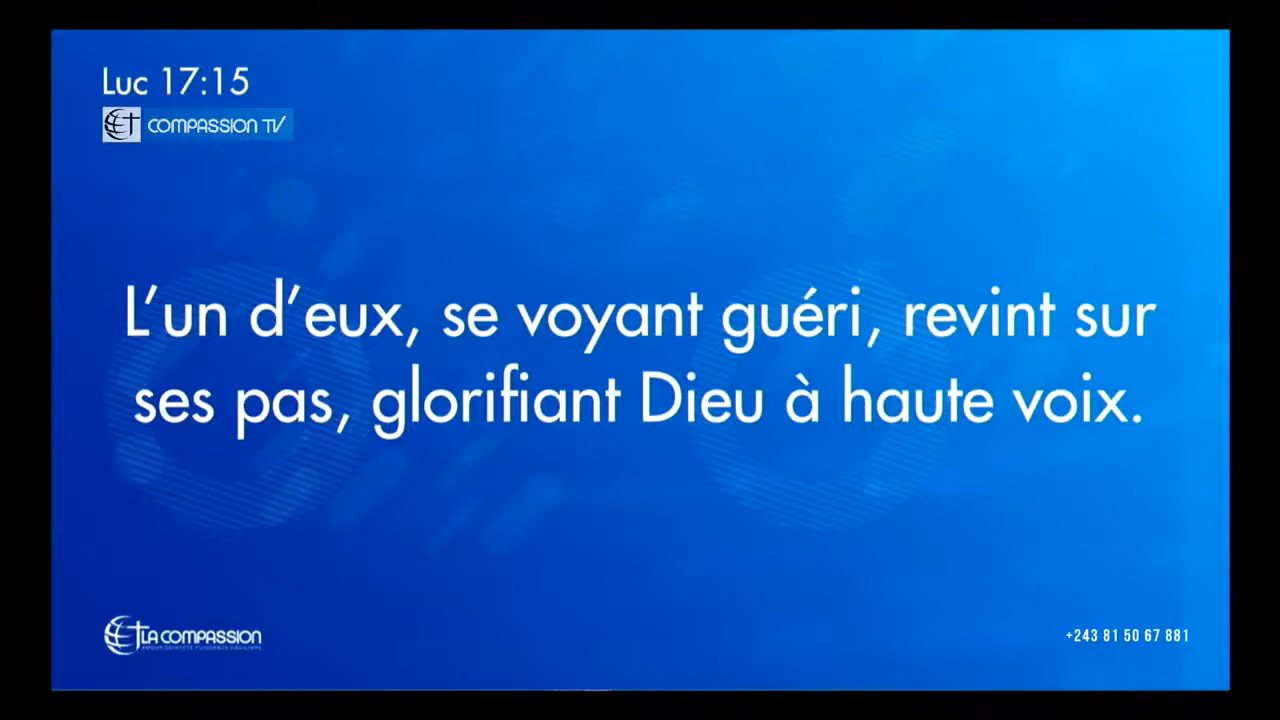 Luc 17:15
COMPASSION TV
L'un d'eux, se voyant guéri, revint sur
ses pas, glorifiant Dieu à haute voix.
LA COMPASSION
+243 81 50 67 881